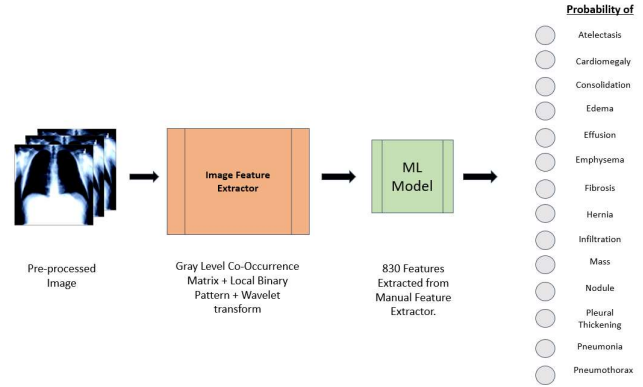 Probability of
Atelectasis
Cardiomegaly
Consolidation
Edema
Effusion
Emphysema
Fibrosis
Hernia
Infiltration
Mass
Nodule
Pleural
Thickening
Pneumonia
Pneumothorax
Image Feature
Extractor
ML
Model
Pre-processed
Image
Gray Level Co-Occurrence
Matrix + Local Binary
Pattern + Wavelet
transform
830 Features
Extracted from
Manual Feature
Extractor.